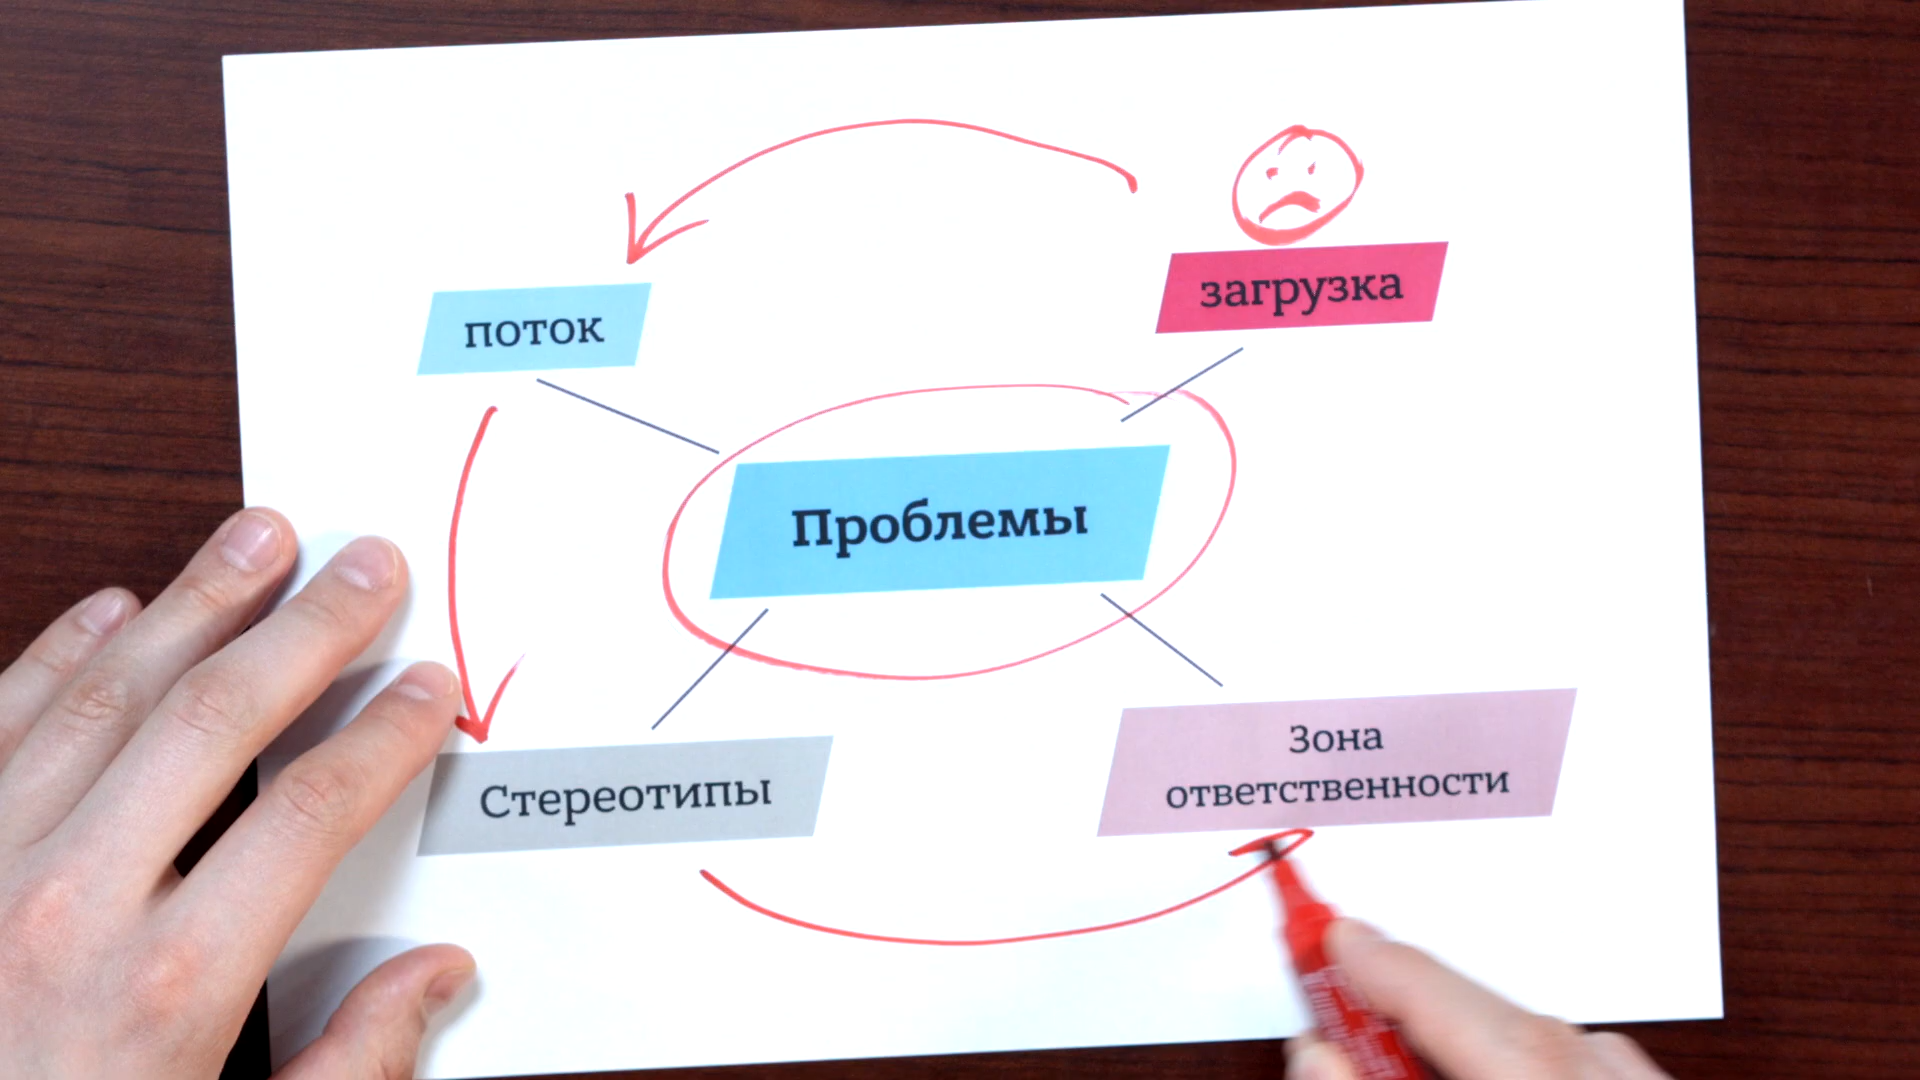 загрузка
поток
Проблемы
Стереотипы
Зона
ответственности